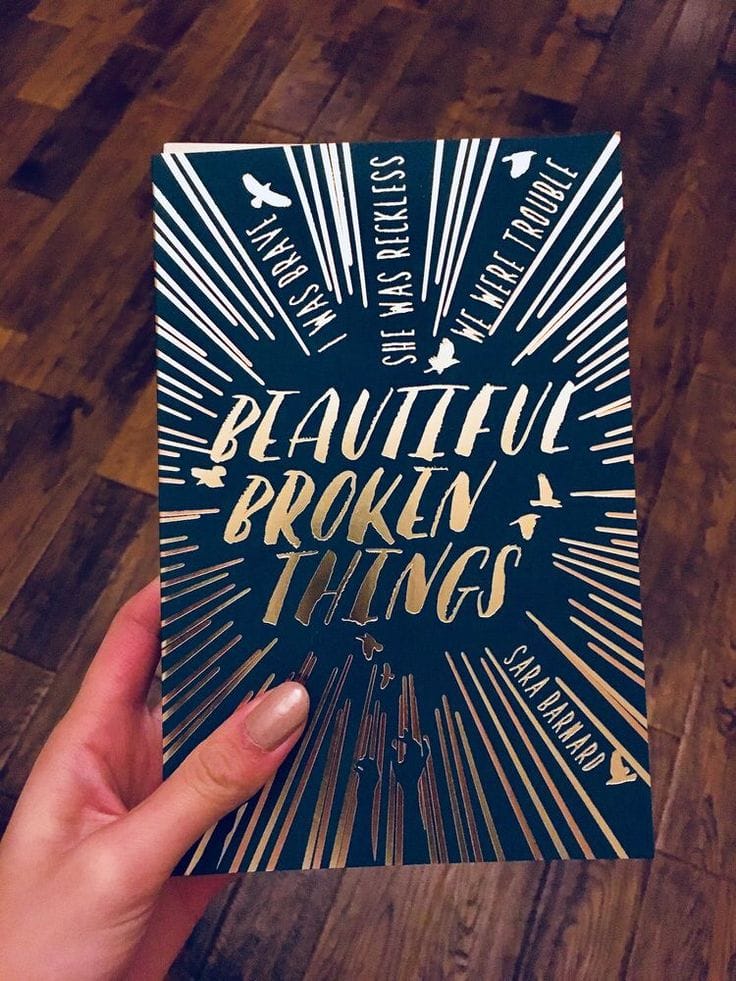 I WAS BRAVE
SHE WAS RECKLESS
WE WERE TROUBLE
BEAUTIFUL
BROKEN
THINGS
SARA BARNARD